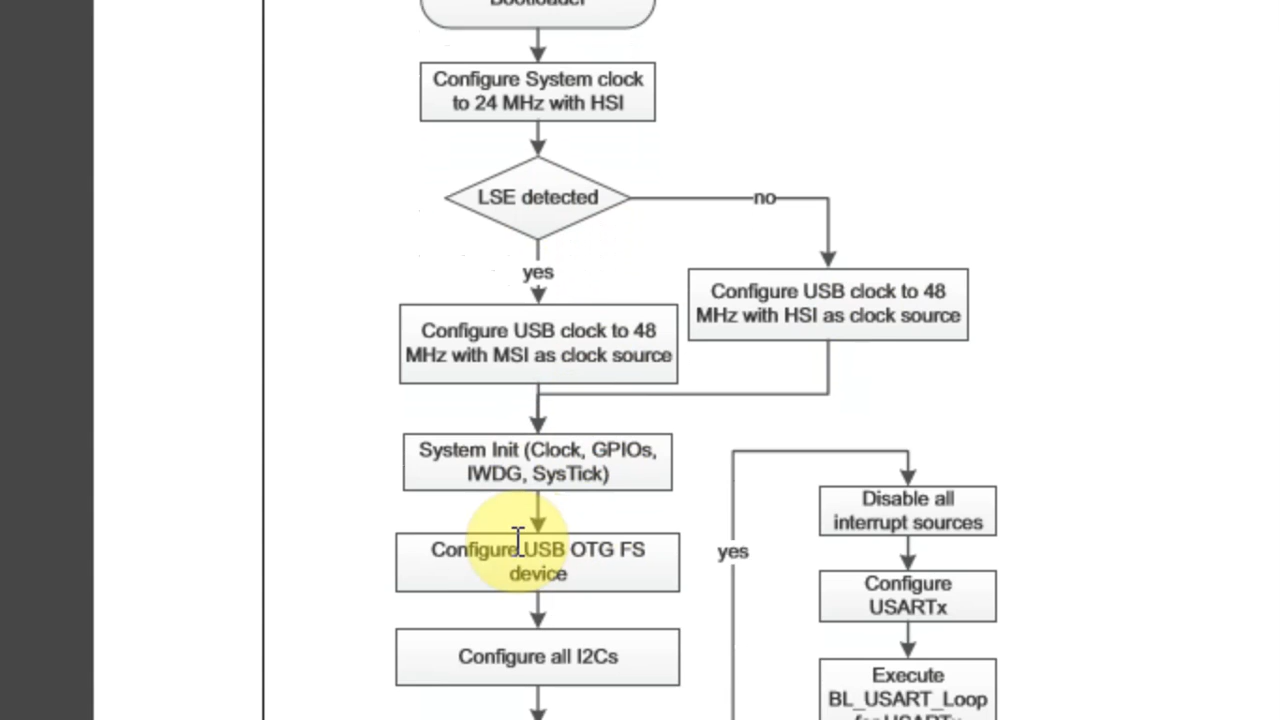 Bootloader
Configure System clock
to 24 MHz with HSI
LSE detected
no
yes
Configure USB clock to 48
MHz with HSI as clock source
Configure USB clock to 48
MHz with MSI as clock source
System Init (Clock, GPIOs,
IWDG, SysTick)
Configure USB OTG FS
device
Configure all I2Cs
yes
Disable all
interrupt sources
Configure
USARTx
Execute
BL_USART_Loop
for USARTx